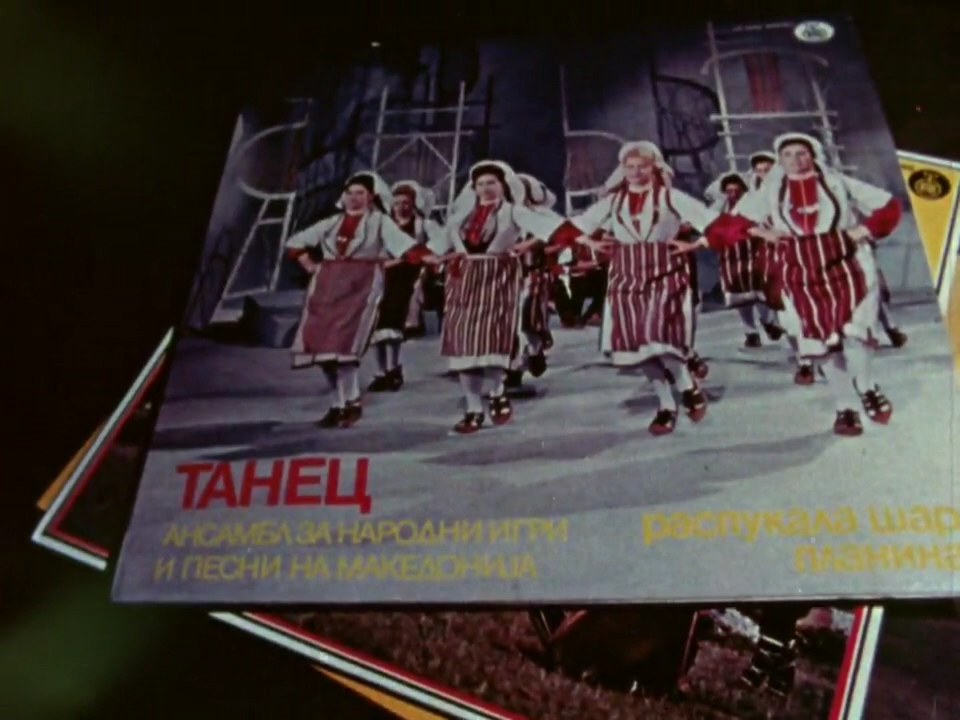 ТАНЕЦ
АНСАМБЛ ЗА НАРОДНИ ИГРИ
И ПЕСНИ НА МАКЕДОНИЈА
распукала шар
планина